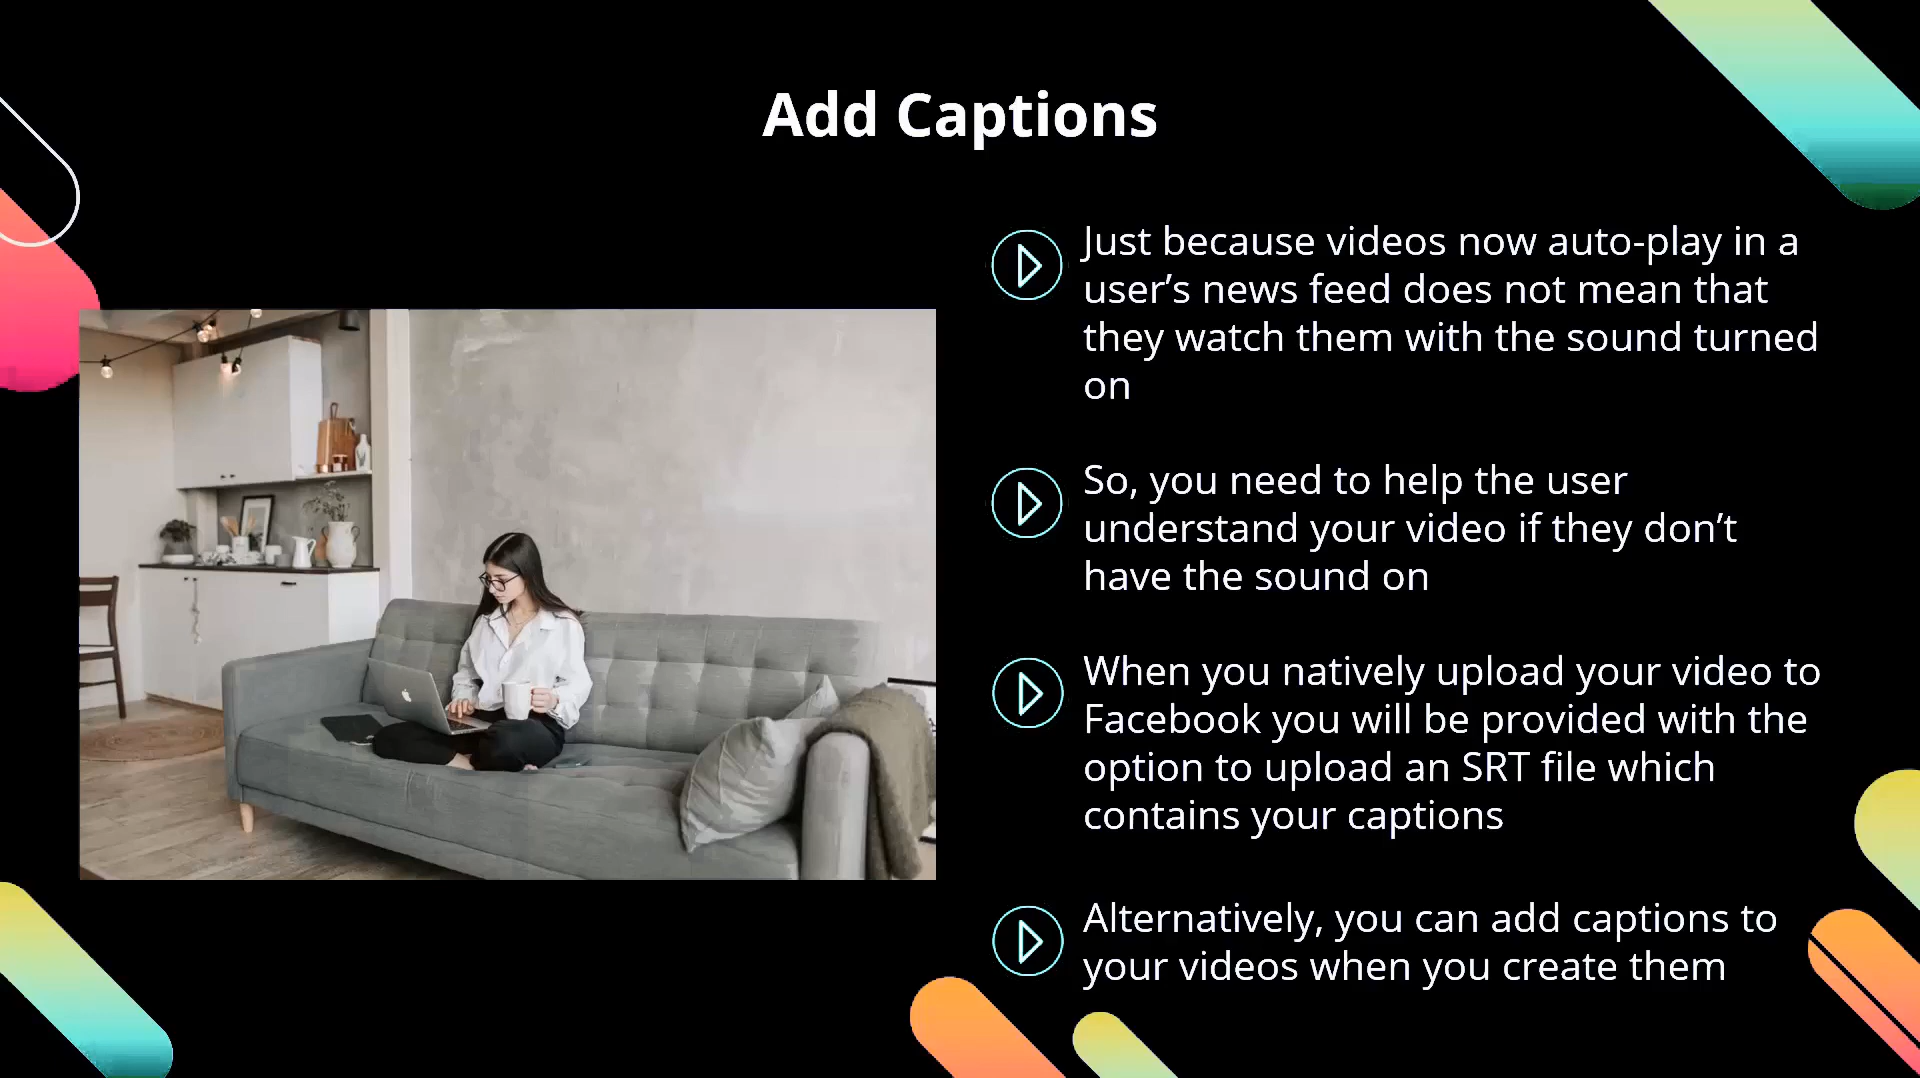 Add Captions
Just because videos now auto-play in a
user’s news feed does not mean that
they watch them with the sound turned
on
So, you need to help the user
understand your video if they don’t
have the sound on
When you natively upload your video to
Facebook you will be provided with the
option to upload an SRT file which
contains your captions
Alternatively, you can add captions to
your videos when you create them